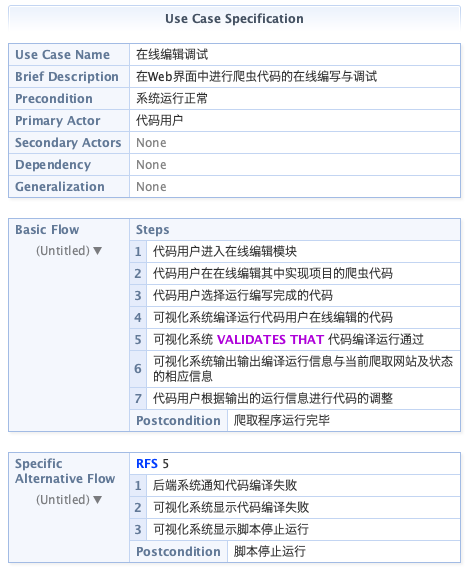 Use Case Specification
Use Case Name 在线编辑调试
Brief Description 在Web界面中进行爬虫代码的在线编写与调试
Precondition 系统运行正常
Primary Actor 代码用户
Secondary Actors None
Dependency None
Generalization None
Basic Flow Steps
(Untitled) ▼ 1 代码用户进入在线编辑模块
2 代码用户在在线编辑其中实现项目的爬虫代码
3 代码用户选择运行编写完成的代码
4 可视化系统编译运行代码用户在线编辑的代码
5 可视化系统 VALIDATES THAT 代码编译运行通过
6 可视化系统输出输出编译运行信息与当前爬取网站及状态
的相应信息
7 代码用户根据输出的运行信息进行代码的调整
Postcondition 爬取程序运行完毕
Specific RFS 5
Alternative Flow 1 后端系统通知代码编译失败
(Untitled) ▼ 2 可视化系统显示代码编译失败
3 可视化系统显示脚本停止运行
Postcondition 脚本停止运行